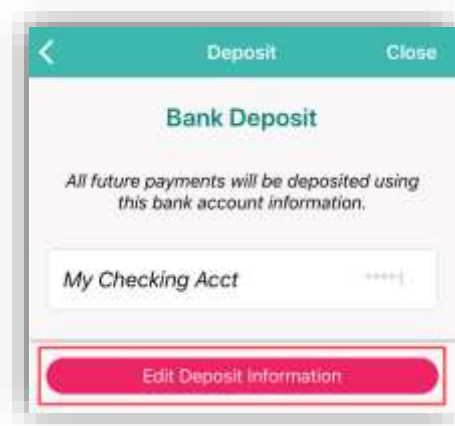 Deposit Close
Bank Deposit
All future payments will be deposited using
this bank account information.
My Checking Acct
Edit Deposit Information